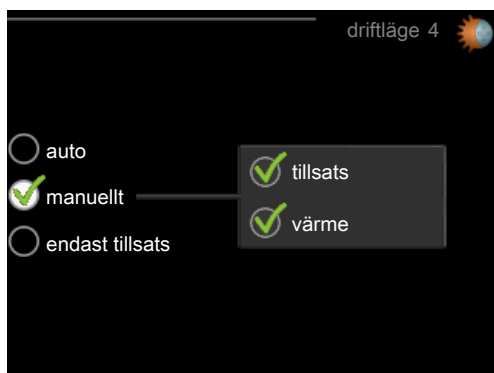 driftläge 4
auto
manuellt
endast tillsats
tillsats
värme